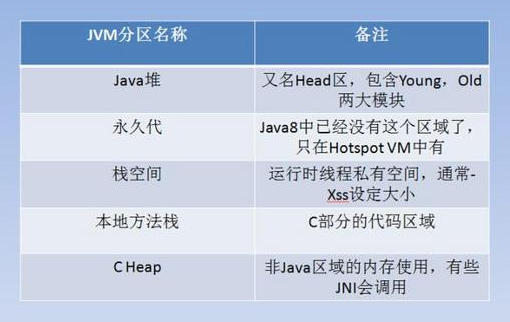 JVM分区名称
备注
Java堆
又名Head区，包含Young，Old
两大模块
永久代
Java8中已经没有这个区域了，
只在Hotspot VM中有
栈空间
运行时线程私有空间，通常-
Xss设定大小
本地方法栈
C部分的代码区域
C Heap
非Java区域的内存使用，有些
JNI会调用